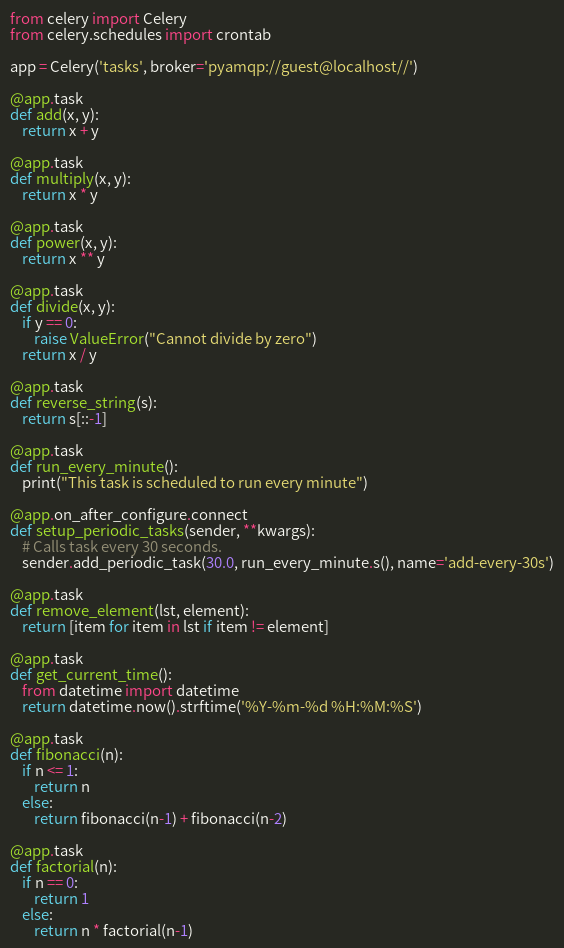 from celery import Celery
from celery.schedules import crontab

app = Celery('tasks', broker='pyamqp://guest@localhost//')

@app.task
def add(x, y):
    return x + y

@app.task
def multiply(x, y):
    return x * y

@app.task
def power(x, y):
    return x ** y

@app.task
def divide(x, y):
    if y == 0:
        raise ValueError("Cannot divide by zero")
    return x / y

@app.task
def reverse_string(s):
    return s[::-1]

@app.task
def run_every_minute():
    print("This task is scheduled to run every minute")

@app.on_after_configure.connect
def setup_periodic_tasks(sender, **kwargs):
    # Calls task every 30 seconds.
    sender.add_periodic_task(30.0, run_every_minute.s(), name='add-every-30s')

@app.task
def remove_element(lst, element):
    return [item for item in lst if item != element]

@app.task
def get_current_time():
    from datetime import datetime
    return datetime.now().strftime('%Y-%m-%d %H:%M:%S')

@app.task
def fibonacci(n):
    if n <= 1:
        return n
    else:
        return fibonacci(n-1) + fibonacci(n-2)

@app.task
def factorial(n):
    if n == 0:
        return 1
    else:
        return n * factorial(n-1)